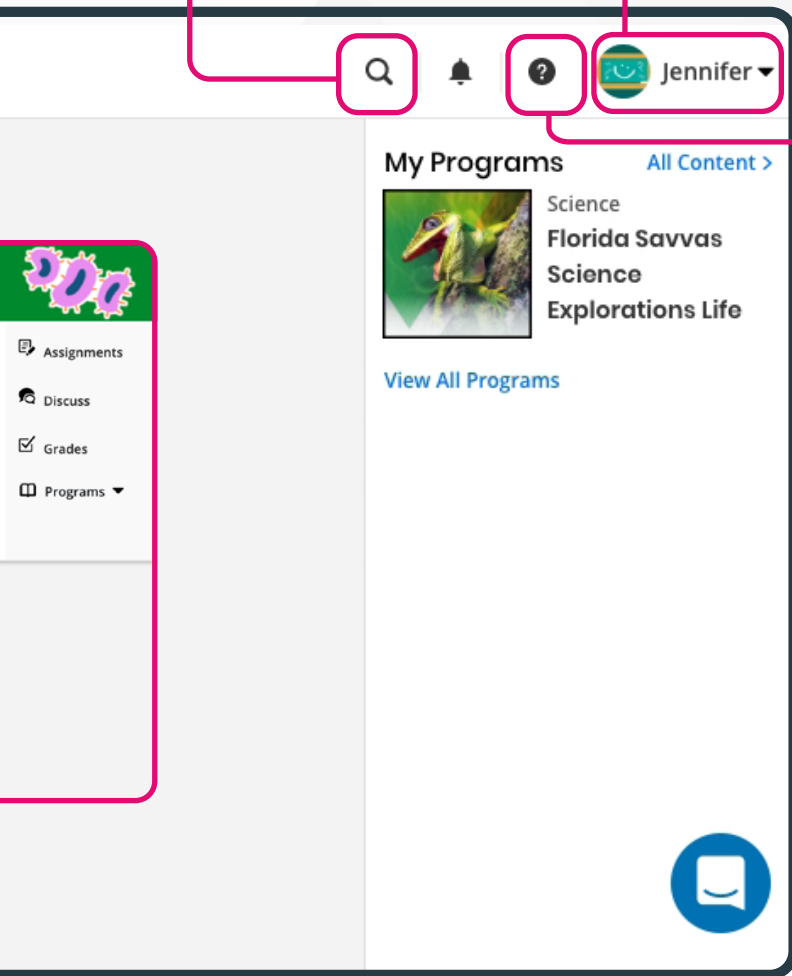 Jennifer
My Programs
All Content >
Science
Florida Savvas
Science
Explorations Life
View All Programs
Assignments
Discuss
Grades
Programs